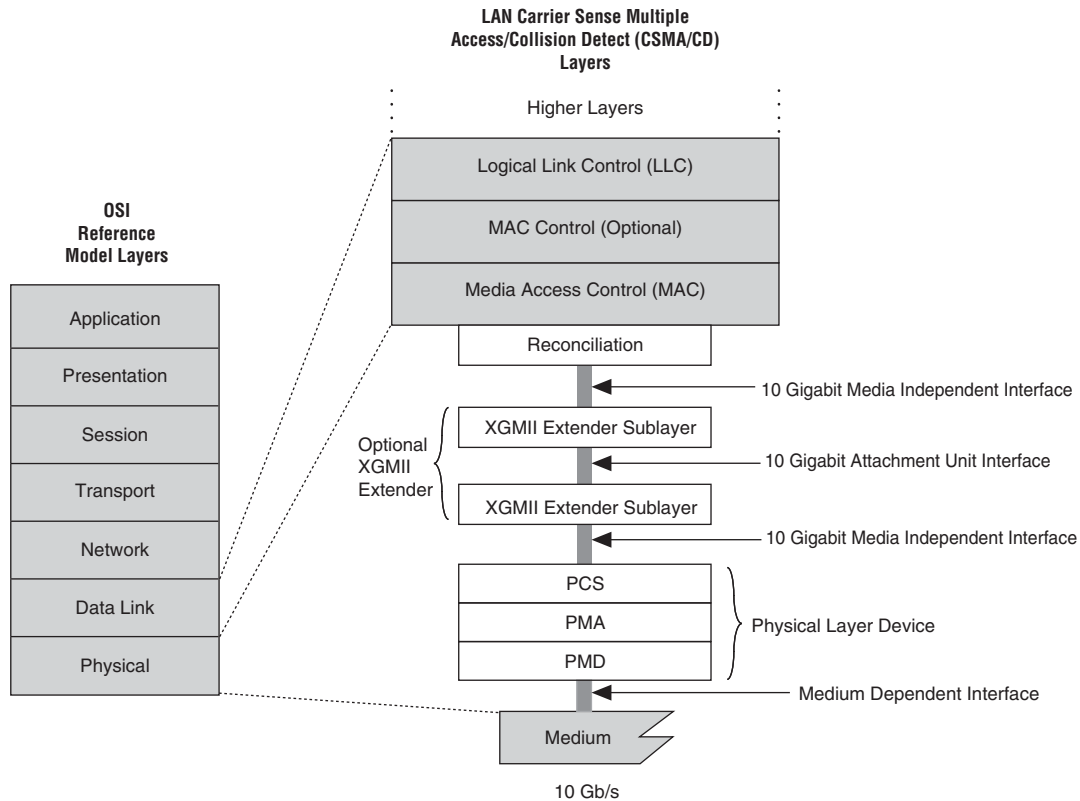 LAN Carrier Sense Multiple
Access/Collision Detect (CSMA/CD)
Layers
Higher Layers
Logical Link Control (LLC)
MAC Control (Optional)
Media Access Control (MAC)
Reconciliation
OSI
Reference
Model Layers
Application
Presentation
Session
Transport
Network
Data Link
Physical
10 Gigabit Media Independent Interface
Optional
XGMII
Extender
XGMII Extender Sublayer
10 Gigabit Attachment Unit Interface
XGMII Extender Sublayer
10 Gigabit Media Independent Interface
PCS
PMA
PMD
Physical Layer Device
Medium Dependent Interface
Medium
10 Gb/s